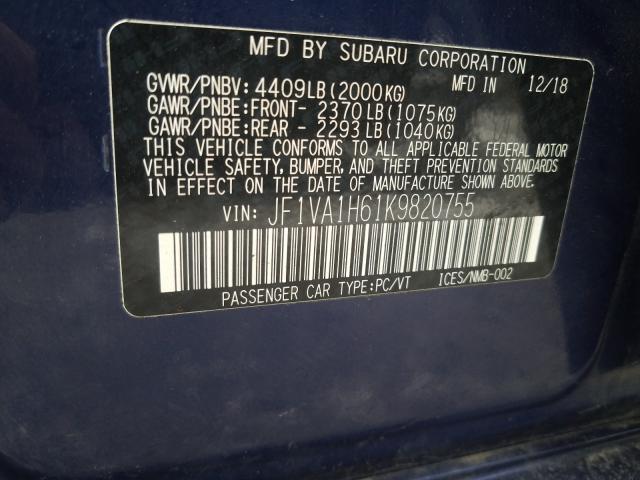 MFD BY SUBARU CORPORATION
GVWR/PNBV: 4409LB(2000KG) MFD IN 12/18
GAWR/PNBE:FRONT- 2370LB(1075KG)
GAWR/PNBE:REAR - 2293LB(1040KG)
THIS VEHICLE CONFORMS TO ALL APPLICABLE FEDERAL MOTOR
VEHICLE SAFETY, BUMPER, AND THEFT PREVENTION STANDARDS
IN EFFECT ON THE DATE OF MANUFACTURE SHOWN ABOVE.
VIN: JF1VA1H61K9820755
PASSENGER CAR TYPE:PC/VT ICES/NMB-002